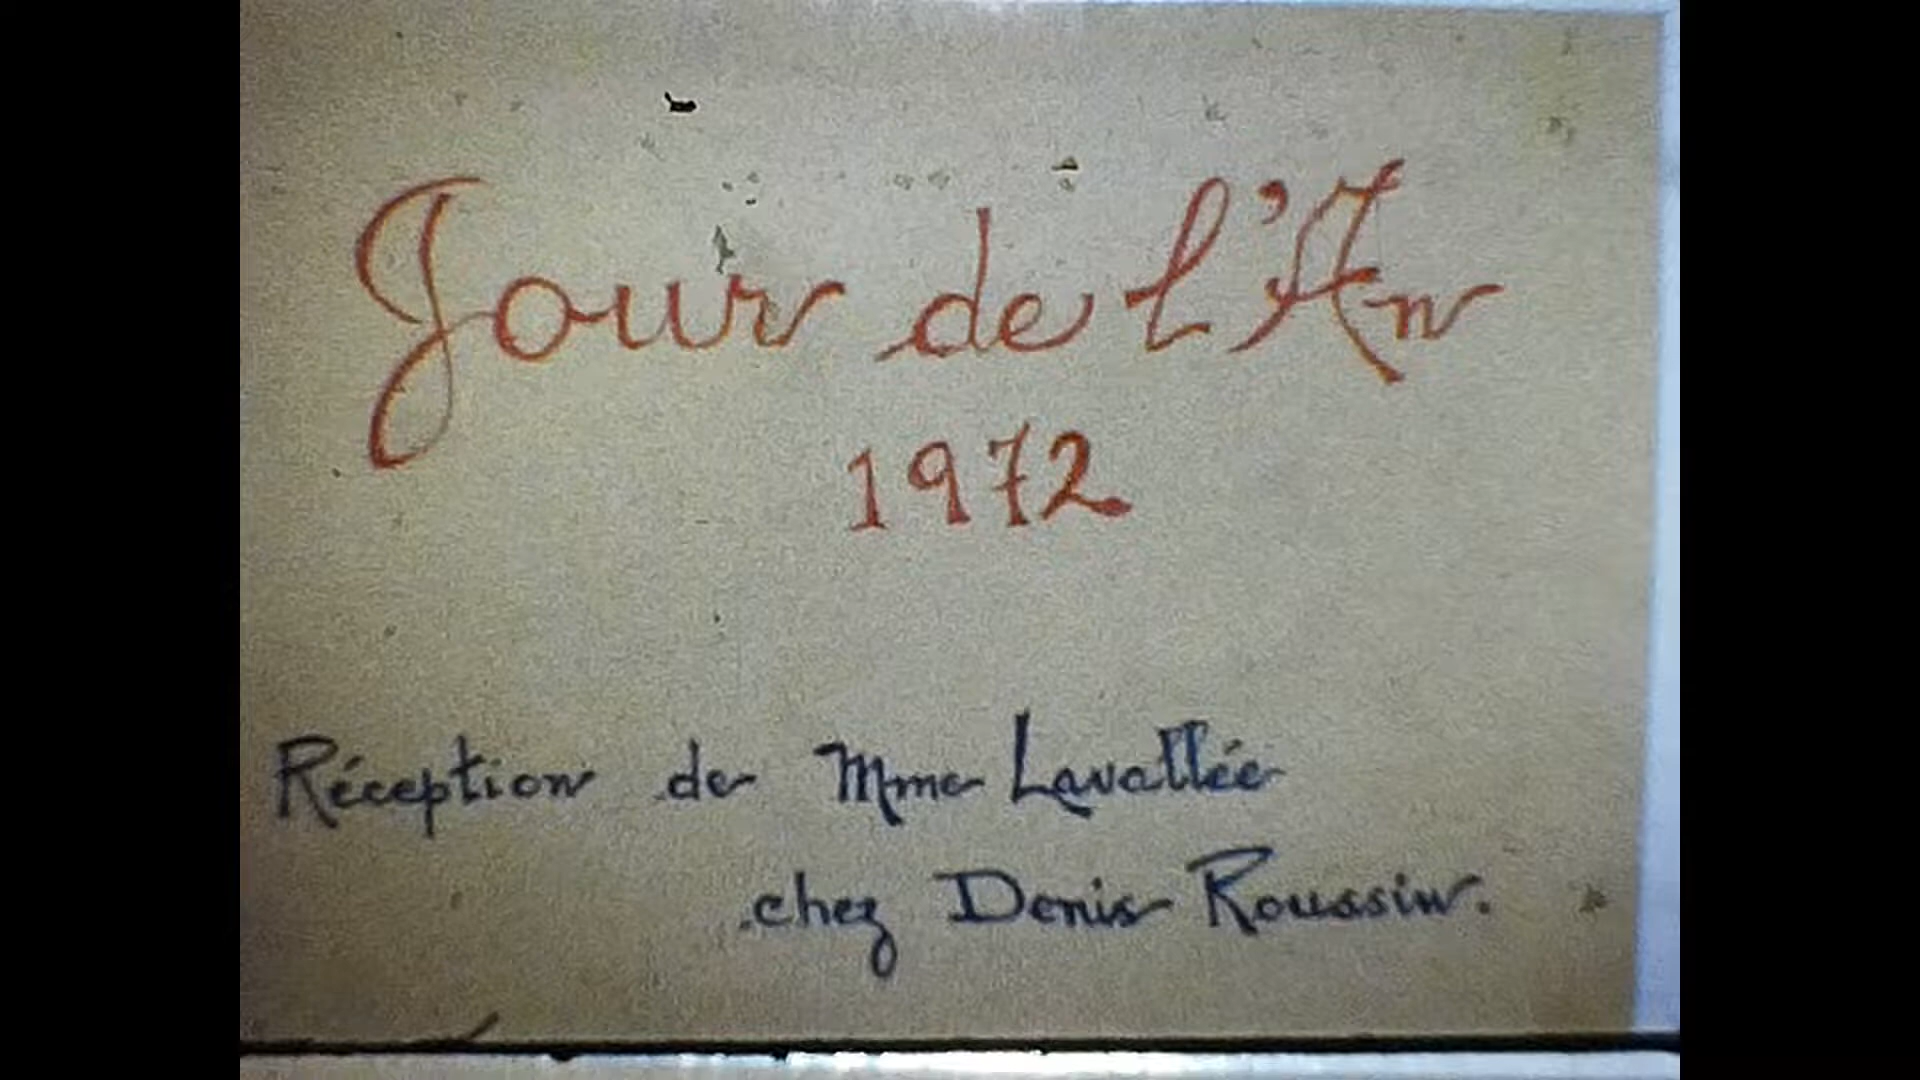 Jour de l'An
1972
Réception de Mme Lavallée
chez Denis Roussin.